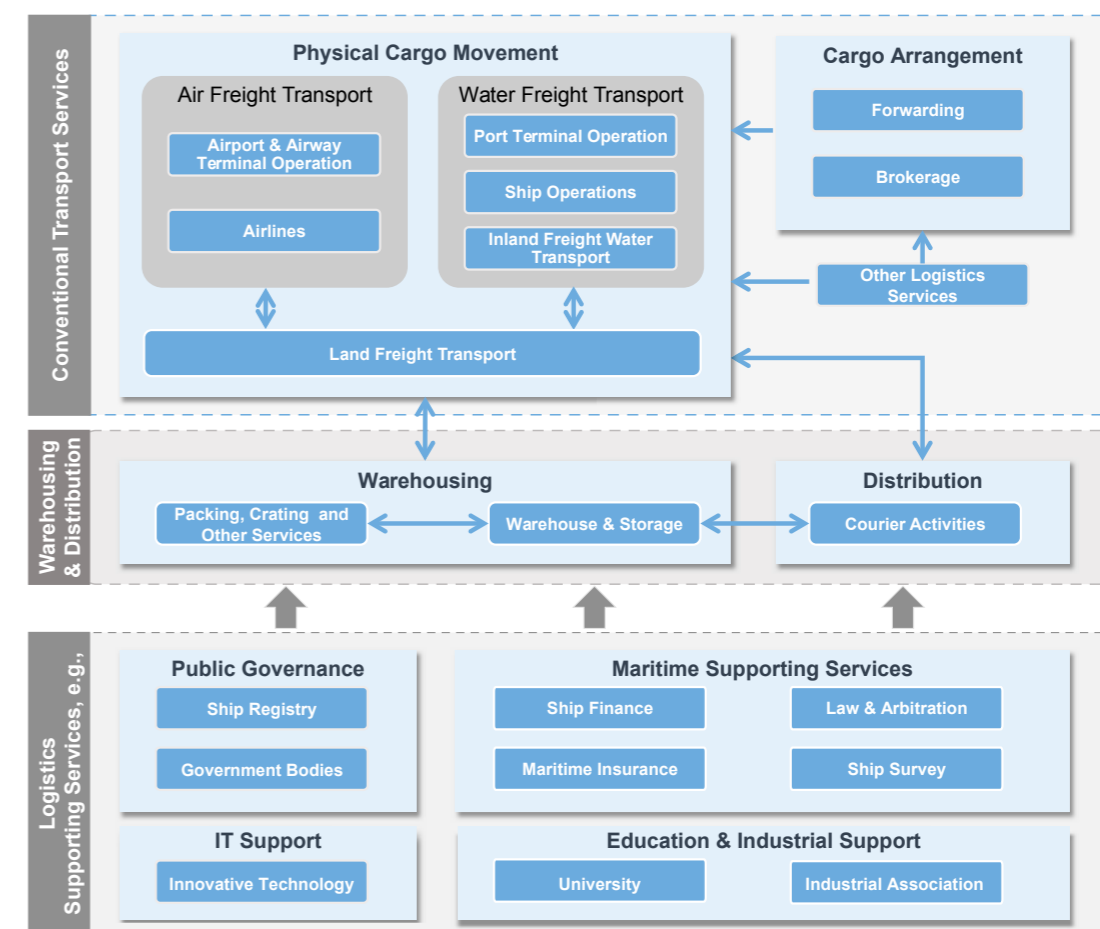 Conventional Transport Services
Physical Cargo Movement
Air Freight Transport
Airport & Airway
Terminal Operation
Airlines
Water Freight Transport
Port Terminal Operation
Ship Operations
Inland Freight Water
Transport
Land Freight Transport
Cargo Arrangement
Forwarding
Brokerage
Other Logistics
Services
Warehousing
& Distribution
Warehousing
Packing, Crating and
Other Services
Warehouse & Storage
Distribution
Courier Activities
Logistics
Supporting Services, e.g.,
Public Governance
Ship Registry
Government Bodies
Maritime Supporting Services
Ship Finance
Law & Arbitration
Maritime Insurance
Ship Survey
IT Support
Innovative Technology
Education & Industrial Support
University
Industrial Association